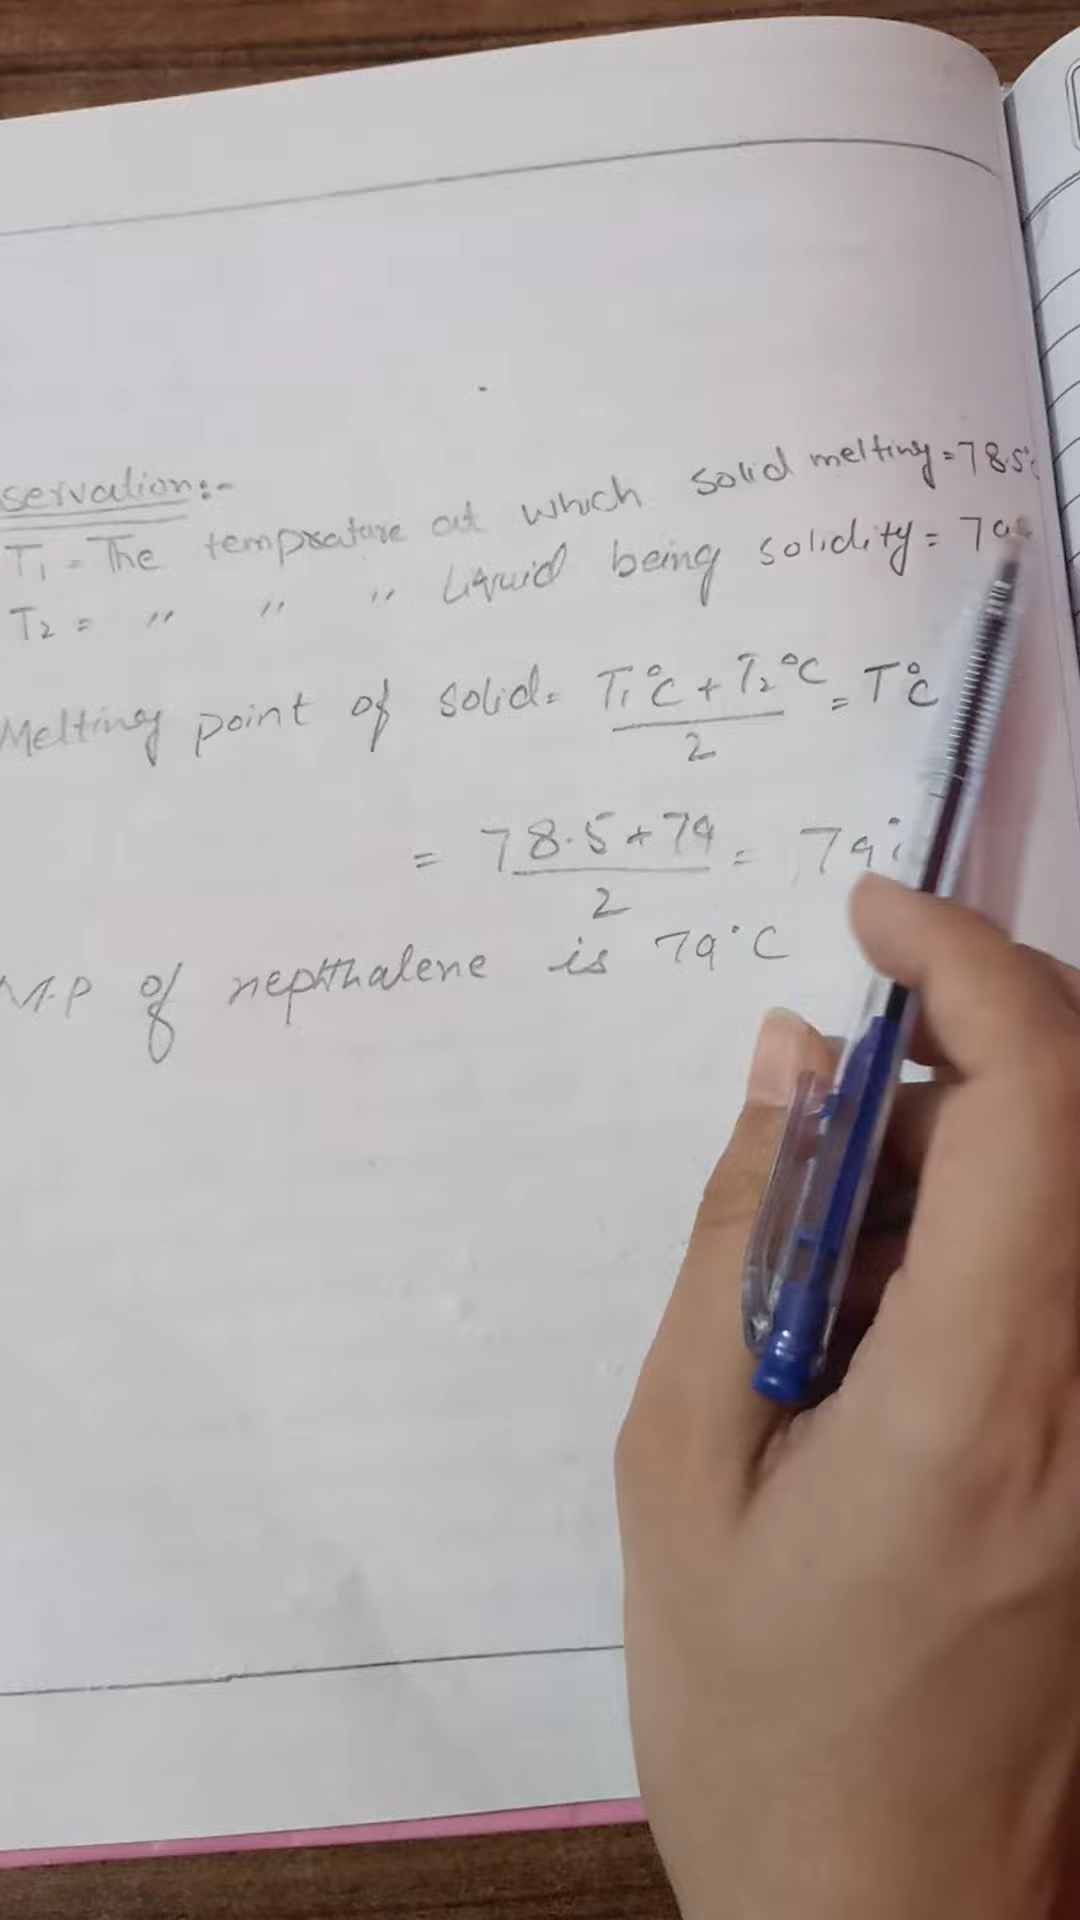 servation:-
T1 = The temprature at which solid melting = 78.5°C
T2 = " " " Liquid being solidity = 79
Melting point of solid = T1°C + T2°C / 2 = T°C
= 78.5 + 79 / 2 = 79°
M.P of nephthalene is 79°C